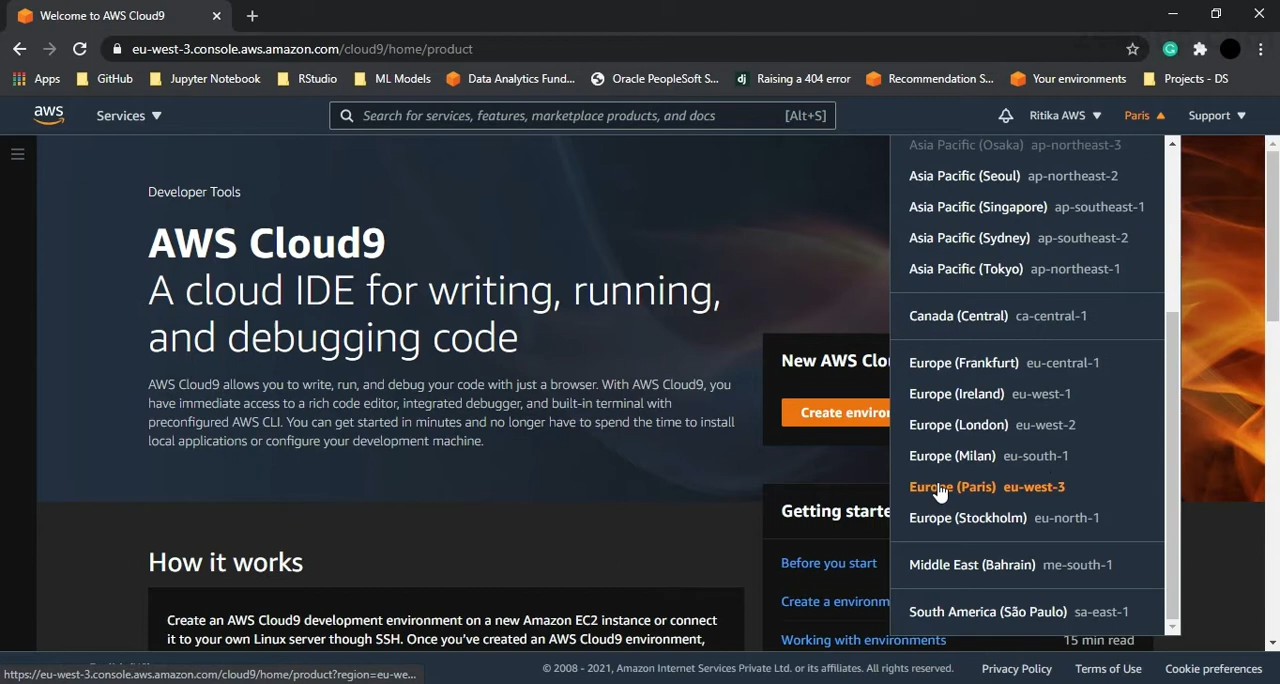 Welcome to AWS Cloud9
eu-west-3.console.aws.amazon.com/cloud9/home/product
Apps GitHub Jupyter Notebook RStudio ML Models Data Analytics Fund... Oracle PeopleSoft S... dj Raising a 404 error Recommendation S... Your environments Projects - DS
aws Services Search for services, features, marketplace products, and docs [Alt+S] Ritika AWS Paris Support
Developer Tools
AWS Cloud9
A cloud IDE for writing, running,
and debugging code
AWS Cloud9 allows you to write, run, and debug your code with just a browser. With AWS Cloud9, you
have immediate access to a rich code editor, integrated debugger, and built-in terminal with
preconfigured AWS CLI. You can get started in minutes and no longer have to spend the time to install
local applications or configure your development machine.
How it works
Create an AWS Cloud9 development environment on a new Amazon EC2 instance or connect
it to your own Linux server though SSH. Once you've created an AWS Cloud9 environment,
New AWS Clo
Create enviro
Getting starte
Before you start
Create a environm
Working with environments 15 min read
Asia Pacific (Osaka) ap-northeast-3
Asia Pacific (Seoul) ap-northeast-2
Asia Pacific (Singapore) ap-southeast-1
Asia Pacific (Sydney) ap-southeast-2
Asia Pacific (Tokyo) ap-northeast-1
Canada (Central) ca-central-1
Europe (Frankfurt) eu-central-1
Europe (Ireland) eu-west-1
Europe (London) eu-west-2
Europe (Milan) eu-south-1
Europe (Paris) eu-west-3
Europe (Stockholm) eu-north-1
Middle East (Bahrain) me-south-1
South America (São Paulo) sa-east-1
© 2008 - 2021, Amazon Internet Services Private Ltd. or its affiliates. All rights reserved. Privacy Policy Terms of Use Cookie preferences
https://eu-west-3.console.aws.amazon.com/cloud9/home/product?region=eu-we...